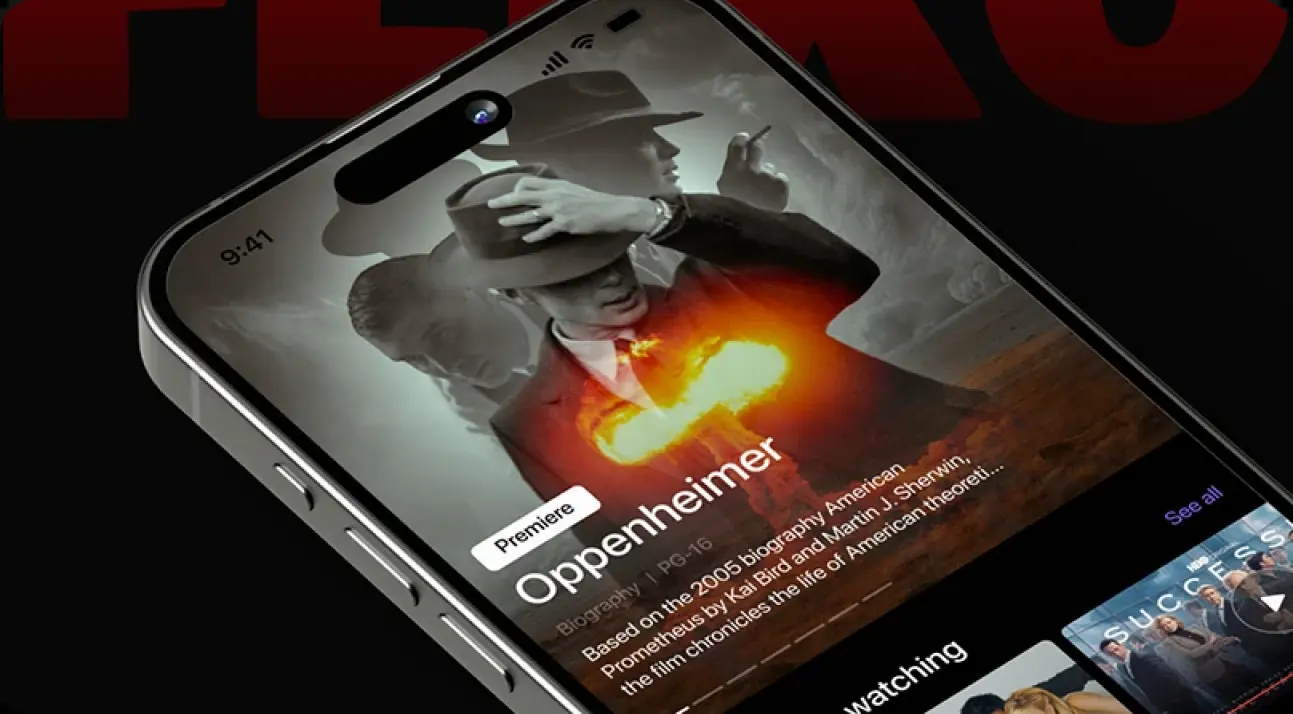 9:41
Premiere
Oppenheimer
Biography | PG-16
Based on the 2005 biography American
Prometheus by Kai Bird and Martin J. Sherwin,
the film chronicles the life of American theoreti...
watching
See all
HBO
SUCCESS